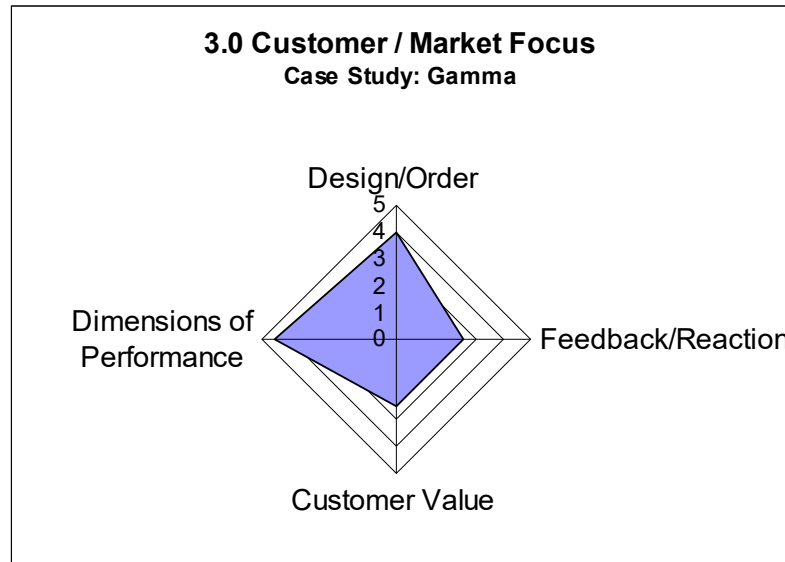 3.0 Customer / Market Focus
Case Study: Gamma
Design/Order
5
4
3
2
1
0
Dimensions of
Performance
Feedback/Reaction
Customer Value